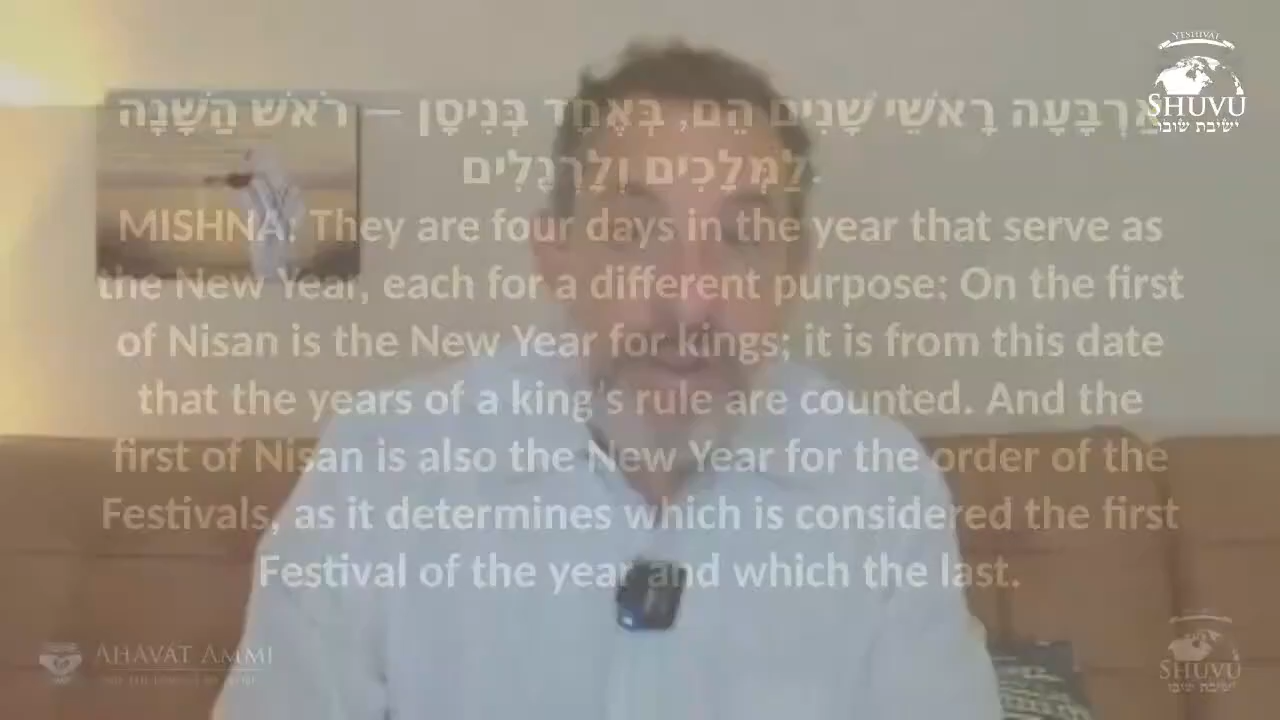 YESHIVAT
SHUVU
ישיבת שובו
אַרְבָּעָה רָאשֵׁי שָׁנִים הֵם, בְּאֶחָד בְּנִיסָן — רֹאשׁ הַשָּׁנָה
לַמְּלָכִים וְלָרְגָלִים.
MISHNA: They are four days in the year that serve as
the New Year, each for a different purpose: On the first
of Nisan is the New Year for kings; it is from this date
that the years of a king's rule are counted. And the
first of Nisan is also the New Year for the order of the
Festivals, as it determines which is considered the first
Festival of the year and which the last.
AHAVAT AMMI
SHUVU
ישיבת שובו